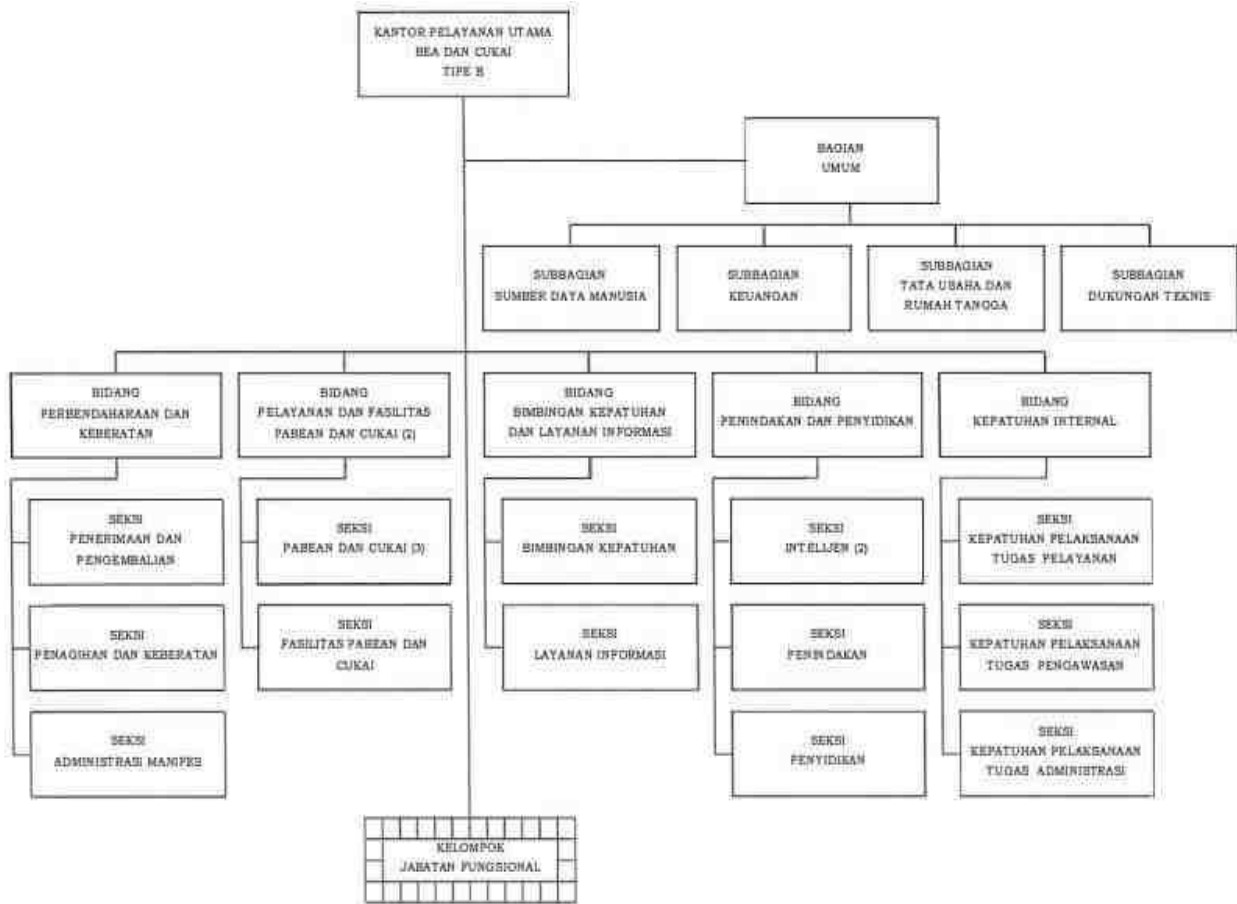 KANTOR PELAYANAN UTAMA
BEA DAN CUKAI
TIPE B
BAGIAN
UMUM
SUBBAGIAN
SUMBER DAYA MANUSIA
SUBBAGIAN
KEUANGAN
SUBBAGIAN
TATA USAHA DAN
RUMAH TANGGA
SUBBAGIAN
DUKUNGAN TEKNIS
BIDANG
PERBENDAHARAAN DAN
KEBERATAN
BIDANG
PELAYANAN DAN FASILITAS
PABEAN DAN CUKAI (2)
BIDANG
BIMBINGAN KEPATUHAN
DAN LAYANAN INFORMASI
BIDANG
PENINDAKAN DAN PENYIDIKAN
BIDANG
KEPATUHAN INTERNAL
SEKSI
PENERIMAAN DAN
PENGEMBALIAN
SEKSI
PABEAN DAN CUKAI (3)
SEKSI
BIMBINGAN KEPATUHAN
SEKSI
INTELIJEN (2)
SEKSI
KEPATUHAN PELAKSANAAN
TUGAS PELAYANAN
SEKSI
PENAGIHAN DAN KEBERATAN
SEKSI
FASILITAS PABEAN DAN
CUKAI
SEKSI
LAYANAN INFORMASI
SEKSI
PENINDAKAN
SEKSI
KEPATUHAN PELAKSANAAN
TUGAS PENGAWASAN
SEKSI
ADMINISTRASI MANIFES
SEKSI
PENYIDIKAN
SEKSI
KEPATUHAN PELAKSANAAN
TUGAS ADMINISTRASI
KELOMPOK
JABATAN FUNGSIONAL